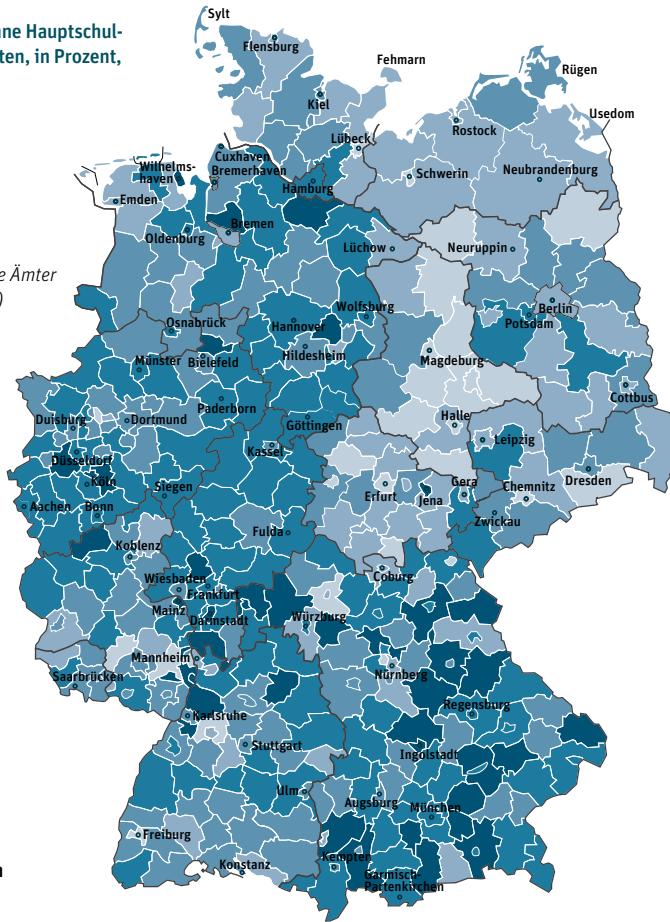 nne Hauptschul-
ten, in Prozent,
e Ämter
)
n
Sylt
Flensburg
Fehmarn
Rügen
Kiel
Usedom
Rostock
Lübeck
Cuxhaven
Wilhelms-
haven
Bremerhaven
Schwerin
Neubrandenburg
Hamburg
Emden
Bremen
Oldenburg
Lüchow
Neuruppin
Wolfsburg
Berlin
Osnabrück
Hannover
Potsdam
Hildesheim
Münster
Bielefeld
Magdeburg
Cottbus
Paderborn
Duisburg
Dortmund
Halle
Göttingen
Leipzig
Kassel
Düsseldorf
Köln
Siegen
Gera
Dresden
Erfurt
Jena
Chemnitz
Aachen
Bonn
Zwickau
Fulda
Koblenz
Coburg
Wiesbaden
Frankfurt
Mainz
Darmstadt
Würzburg
Mannheim
Saarbrücken
Nürnberg
Regensburg
Karlsruhe
Stuttgart
Ingolstadt
Ulm
Augsburg
München
Freiburg
Kempten
Konstanz
Garmisch-
Partenkirchen